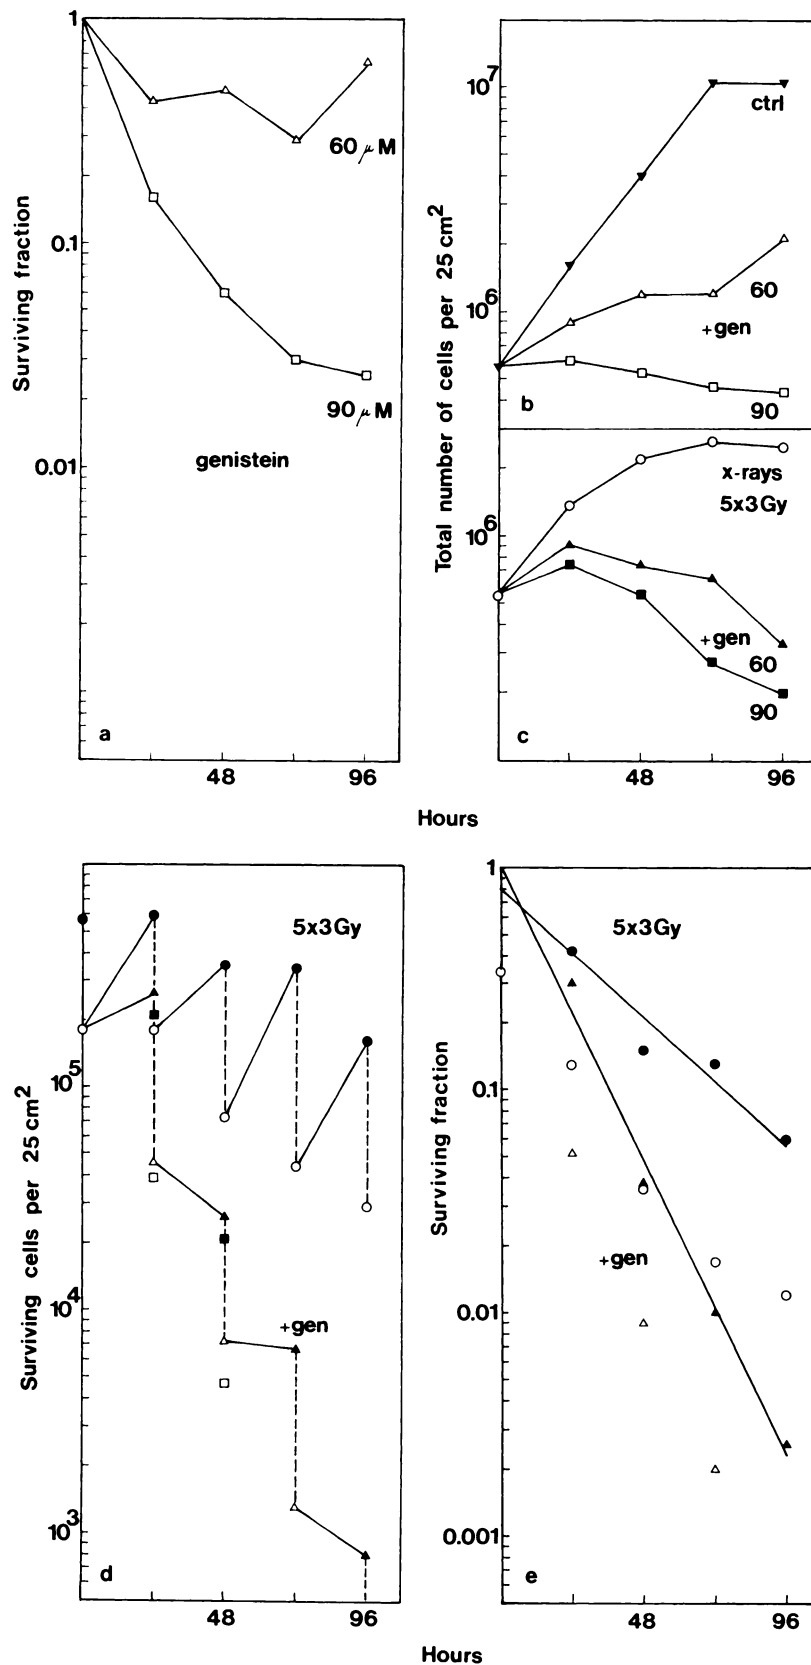 1
0.1
0.01
Surviving fraction
60 μM
90 μM
genistein
a
48
96
10⁷
10⁶
ctrl
60
+gen
90
b
Total number of cells per 25 cm²
10⁶
x-rays
5x3Gy
+gen
60
90
c
48
96
Hours
5x3Gy
10⁵
10⁴
10³
Surviving cells per 25 cm²
+gen
d
48
96
1
0.1
0.01
0.001
Surviving fraction
5x3Gy
+gen
e
48
96
Hours